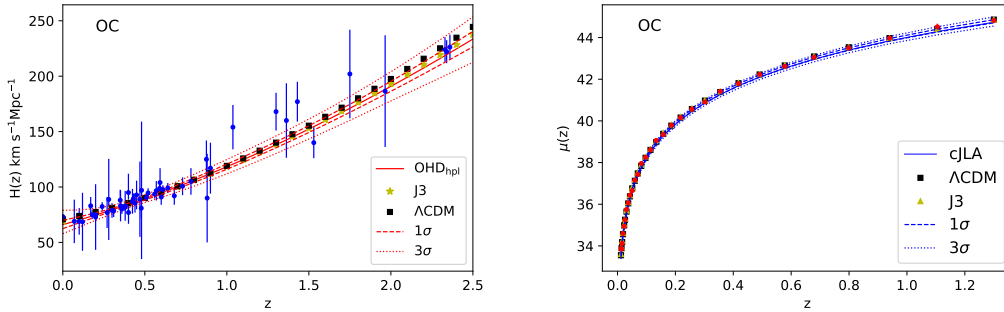 OC
H(z) km s⁻¹Mpc⁻¹
250
200
150
100
50
0.0 0.5 1.0 1.5 2.0 2.5
z
OHD_hpl
J3
ΛCDM
1σ
3σ
OC
μ(z)
44
42
40
38
36
34
0.0 0.2 0.4 0.6 0.8 1.0 1.2
z
cJLA
ΛCDM
J3
1σ
3σ